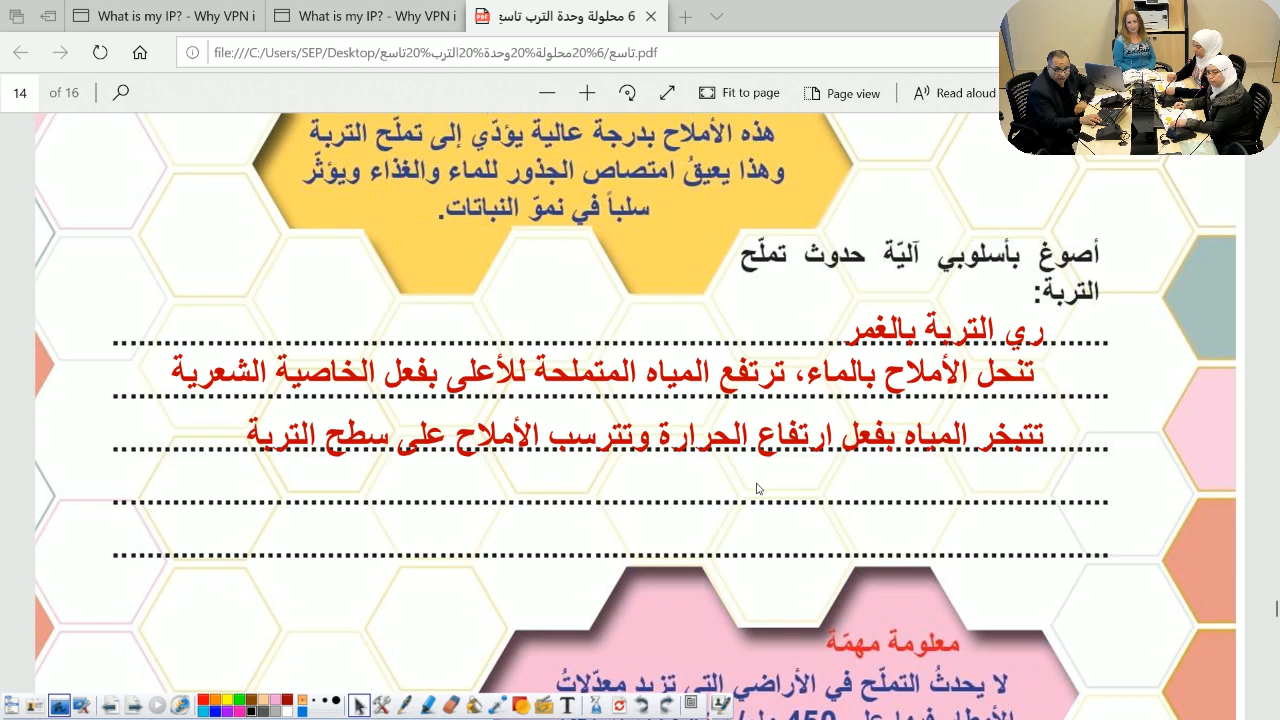 What is my IP? - Why VPN i
What is my IP? - Why VPN i
6 محلولة وحدة الترب تاسع
file:///C:/Users/SEP/Desktop/تاسع/6%20محلولة%20وحدة%20الترب%20تاسع.pdf
14 of 16
Fit to page
Page view
Read aloud
هذه الأملاح بدرجة عالية يؤدّي إلى تملّح التربة
وهذا يعيقُ امتصاص الجذور للماء والغذاء ويؤثّر
سلباً في نموّ النباتات.
أصوغ بأسلوبي آليّة حدوث تملّح
التربة:
ري التربة بالغمر
تنحل الأملاح بالماء، ترتفع المياه المتملحة للأعلى بفعل الخاصية الشعرية
تتبخر المياه بفعل ارتفاع الحرارة وتترسب الأملاح على سطح التربة
معلومة مهمّة
لا يحدثُ التملّح في الأراضي التي تزيد معدّلاتُ
الأمطار فيها على 450